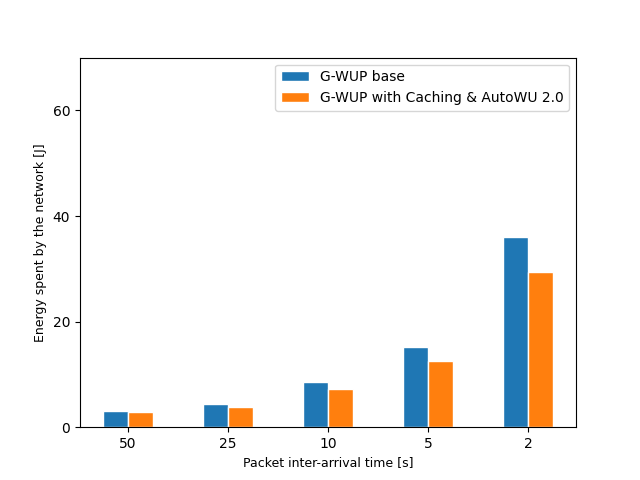 G-WUP base
G-WUP with Caching & AutoWU 2.0
Energy spent by the network [J]
60
40
20
0
50 25 10 5 2
Packet inter-arrival time [s]